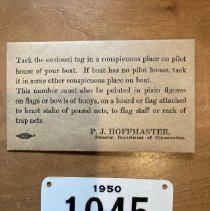 Tack the enclosed tag in a conspicuous place on pilot
house of your boat. If boat has no pilot house, tack
it in some other conspicuous place on boat.
This number must also be painted in plain figures
on flags or bowls of buoys, on a board or flag attached
to heart stake of pound nets, to flag staff or rack of
trap nets.
P. J. HOFFMASTER,
Director, Department of Conservation.
1950
1045